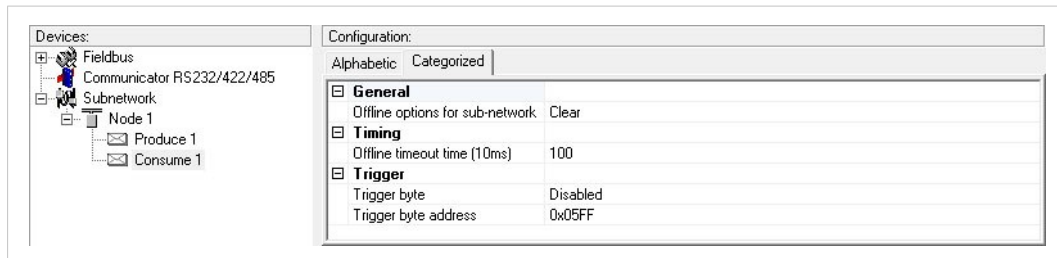 Devices:
Fieldbus
Communicator RS232/422/485
Subnetwork
Node 1
Produce 1
Consume 1
Configuration:
Alphabetic Categorized
General
Offline options for sub-network Clear
Timing
Offline timeout time (10ms) 100
Trigger
Trigger byte Disabled
Trigger byte address 0x05FF